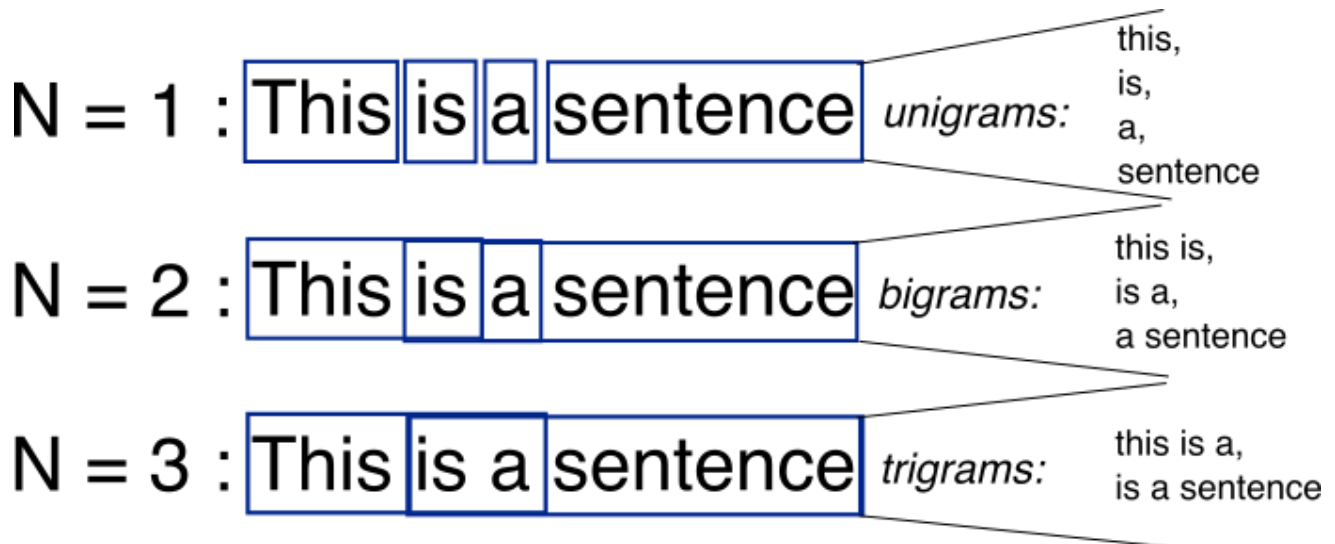 N = 1 : This is a sentence unigrams:
this,
is,
a,
sentence
N = 2 : This is a sentence bigrams:
this is,
is a,
a sentence
N = 3 : This is a sentence trigrams:
this is a,
is a sentence